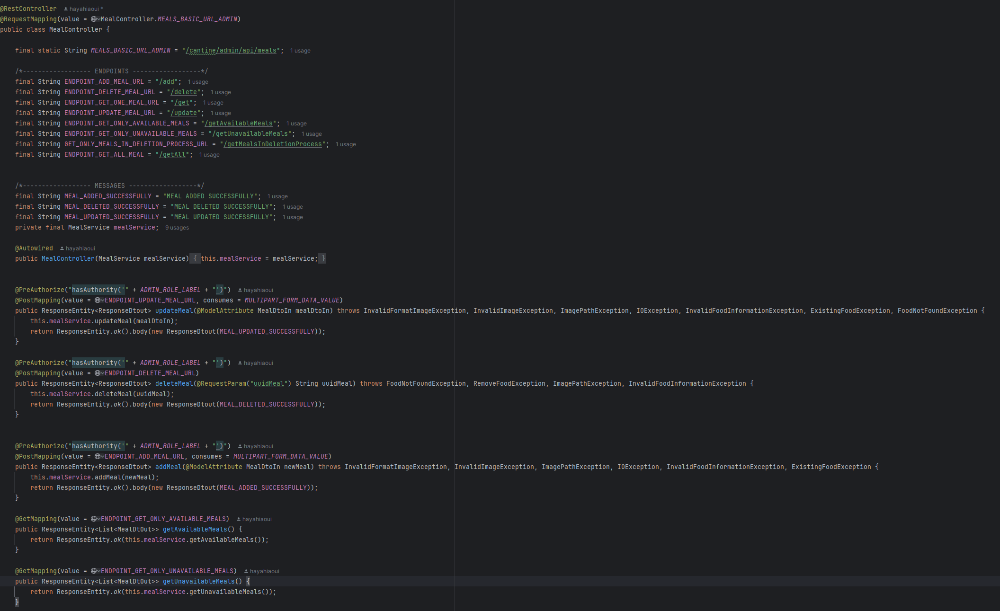 @RestController  hayahiaoui *
@RequestMapping(value = MealController.MEALS_BASIC_URL_ADMIN)
public class MealController {
final static String MEALS_BASIC_URL_ADMIN = "/cantine/admin/api/meals";  1 usage
/*------------------ ENDPOINTS ------------------*/
final String ENDPOINT_ADD_MEAL_URL = "/add";  1 usage
final String ENDPOINT_DELETE_MEAL_URL = "/delete";  1 usage
final String ENDPOINT_GET_ONE_MEAL_URL = "/get";  1 usage
final String ENDPOINT_UPDATE_MEAL_URL = "/update";  1 usage
final String ENDPOINT_GET_ONLY_AVAILABLE_MEALS = "/getAvailableMeals";  1 usage
final String ENDPOINT_GET_ONLY_UNAVAILABLE_MEALS = "/getUnavailableMeals";  1 usage
final String GET_ONLY_MEALS_IN_DELETION_PROCESS_URL = "/getMealsInDeletionProcess";  1 usage
final String ENDPOINT_GET_ALL_MEAL = "/getAll";  1 usage
/*------------------ MESSAGES ------------------*/
final String MEAL_ADDED_SUCCESSFULLY = "MEAL ADDED SUCCESSFULLY";  1 usage
final String MEAL_DELETED_SUCCESSFULLY = "MEAL DELETED SUCCESSFULLY";  1 usage
final String MEAL_UPDATED_SUCCESSFULLY = "MEAL UPDATED SUCCESSFULLY";  1 usage
private final MealService mealService;  9 usages
@Autowired  hayahiaoui
public MealController(MealService mealService) { this.mealService = mealService; }
@PreAuthorize("hasAuthority('" + ADMIN_ROLE_LABEL + "')")  hayahiaoui
@PostMapping(value = ENDPOINT_UPDATE_MEAL_URL, consumes = MULTIPART_FORM_DATA_VALUE)
public ResponseEntity<ResponseDtout> updateMeal(@ModelAttribute MealDtoIn mealDtoIn) throws InvalidFormatImageException, InvalidImageException, ImagePathException, IOException, InvalidFoodInformationException, ExistingFoodException, FoodNotFoundException {
this.mealService.updateMeal(mealDtoIn);
return ResponseEntity.ok().body(new ResponseDtout(MEAL_UPDATED_SUCCESSFULLY));
}
@PreAuthorize("hasAuthority('" + ADMIN_ROLE_LABEL + "')")  hayahiaoui
@PostMapping(value = ENDPOINT_DELETE_MEAL_URL)
public ResponseEntity<ResponseDtout> deleteMeal(@RequestParam("uuidMeal") String uuidMeal) throws FoodNotFoundException, RemoveFoodException, ImagePathException, InvalidFoodInformationException {
this.mealService.deleteMeal(uuidMeal);
return ResponseEntity.ok().body(new ResponseDtout(MEAL_DELETED_SUCCESSFULLY));
}
@PreAuthorize("hasAuthority('" + ADMIN_ROLE_LABEL + "')")  hayahiaoui
@PostMapping(value = ENDPOINT_ADD_MEAL_URL, consumes = MULTIPART_FORM_DATA_VALUE)
public ResponseEntity<ResponseDtout> addMeal(@ModelAttribute MealDtoIn newMeal) throws InvalidFormatImageException, InvalidImageException, ImagePathException, IOException, InvalidFoodInformationException, ExistingFoodException {
this.mealService.addMeal(newMeal);
return ResponseEntity.ok().body(new ResponseDtout(MEAL_ADDED_SUCCESSFULLY));
}
@GetMapping(value = ENDPOINT_GET_ONLY_AVAILABLE_MEALS)  hayahiaoui
public ResponseEntity<List<MealDtOut>> getAvailableMeals() {
return ResponseEntity.ok(this.mealService.getAvailableMeals());
}
@GetMapping(value = ENDPOINT_GET_ONLY_UNAVAILABLE_MEALS)  hayahiaoui
public ResponseEntity<List<MealDtOut>> getUnavailableMeals() {
return ResponseEntity.ok(this.mealService.getUnavailableMeals());
}